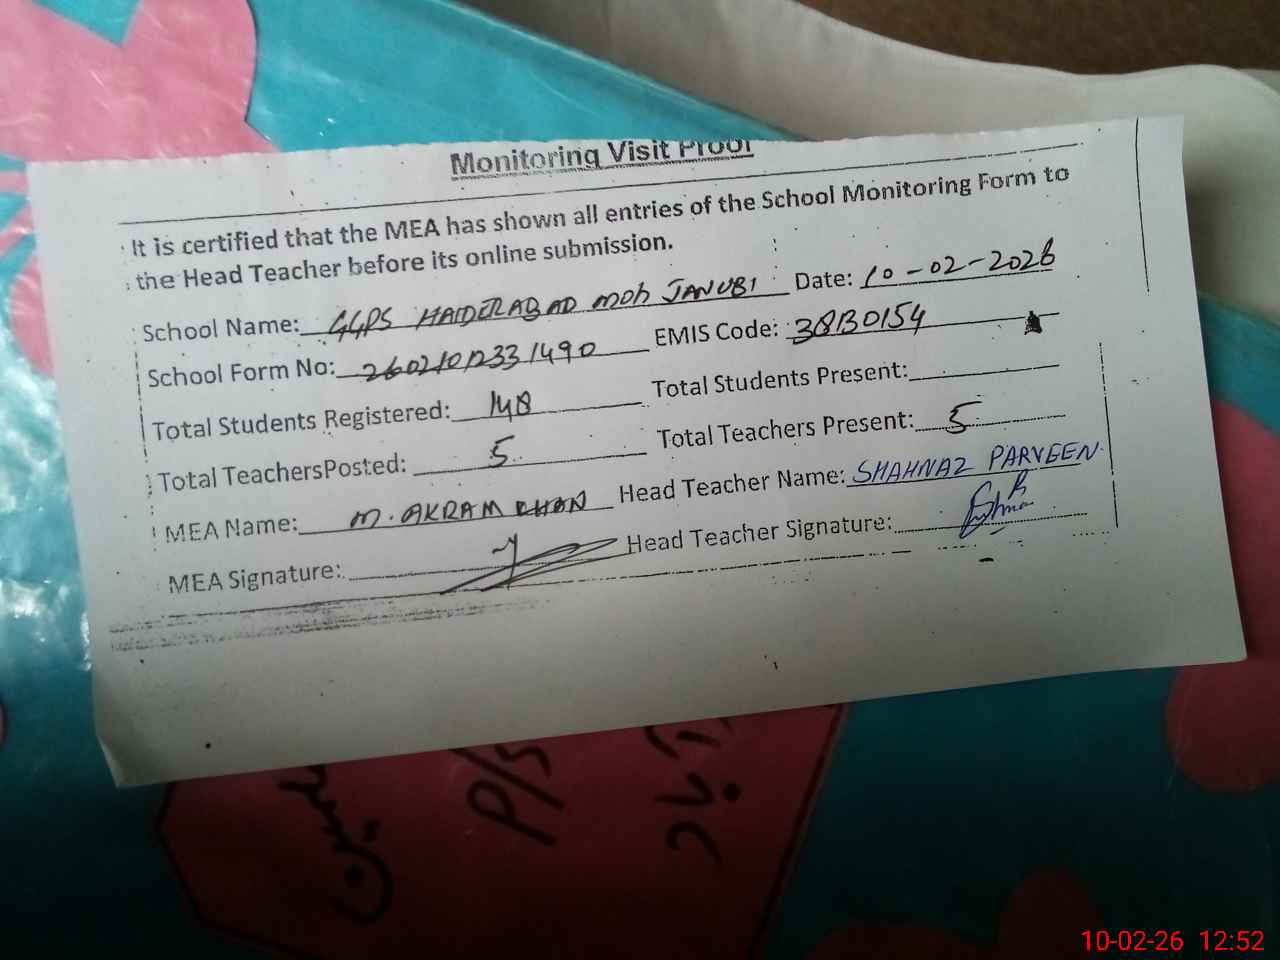 Monitoring Visit Proof
It is certified that the MEA has shown all entries of the School Monitoring Form to
the Head Teacher before its online submission.
School Name: GGPS HAIDERABAD MOH JANUBI Date: 10-02-2026
School Form No: 26021012331490 EMIS Code: 38130154
Total Students Registered: 148 Total Students Present:
Total TeachersPosted: 5 Total Teachers Present: 5
MEA Name: M. AKRAM KHAN Head Teacher Name: SHAHNAZ PARVEEN
MEA Signature: Head Teacher Signature:
P/S
10-02-26 12:52